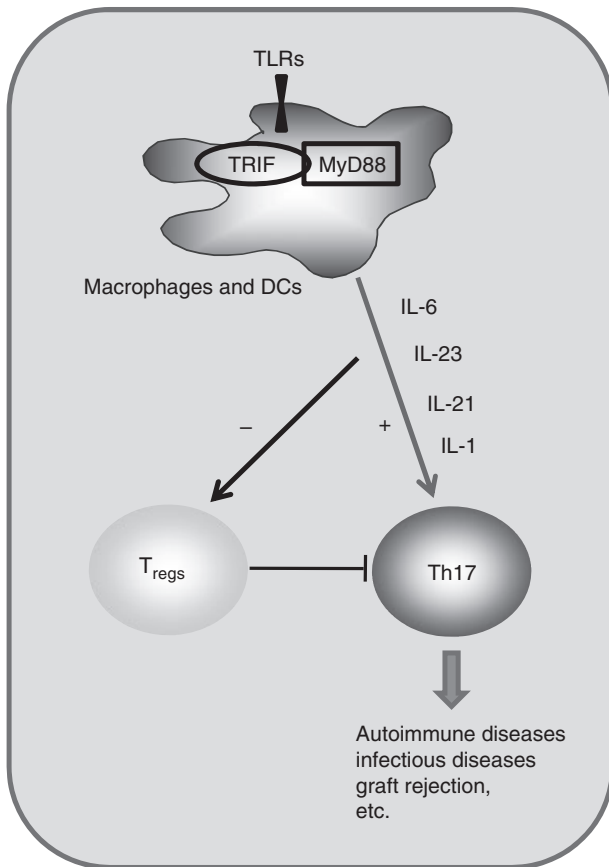 TLRs
TRIF
MyD88
Macrophages and DCs
IL-6
IL-23
IL-21
IL-1
–
+
Tregs
Th17
Autoimmune diseases
infectious diseases
graft rejection,
etc.